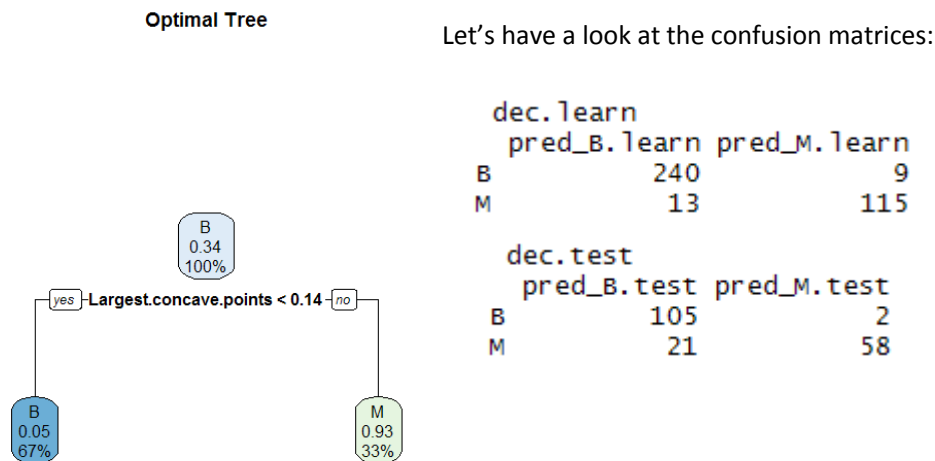 Optimal Tree
B
0.34
100%
yes Largest.concave.points < 0.14 no
B
0.05
67%
M
0.93
33%
Let's have a look at the confusion matrices:
dec.learn
pred_B.learn pred_M.learn
B 240 9
M 13 115
dec.test
pred_B.test pred_M.test
B 105 2
M 21 58